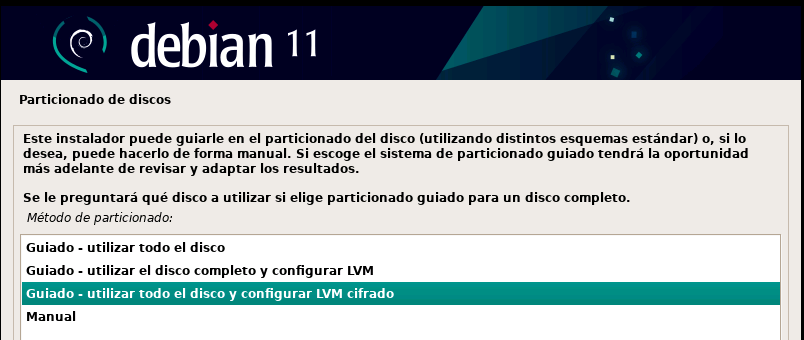 debian 11
Particionado de discos
Este instalador puede guiarle en el particionado del disco (utilizando distintos esquemas estándar) o, si lo
desea, puede hacerlo de forma manual. Si escoge el sistema de particionado guiado tendrá la oportunidad
más adelante de revisar y adaptar los resultados.
Se le preguntará qué disco a utilizar si elige particionado guiado para un disco completo.
Método de particionado:
Guiado - utilizar todo el disco
Guiado - utilizar el disco completo y configurar LVM
Guiado - utilizar todo el disco y configurar LVM cifrado
Manual